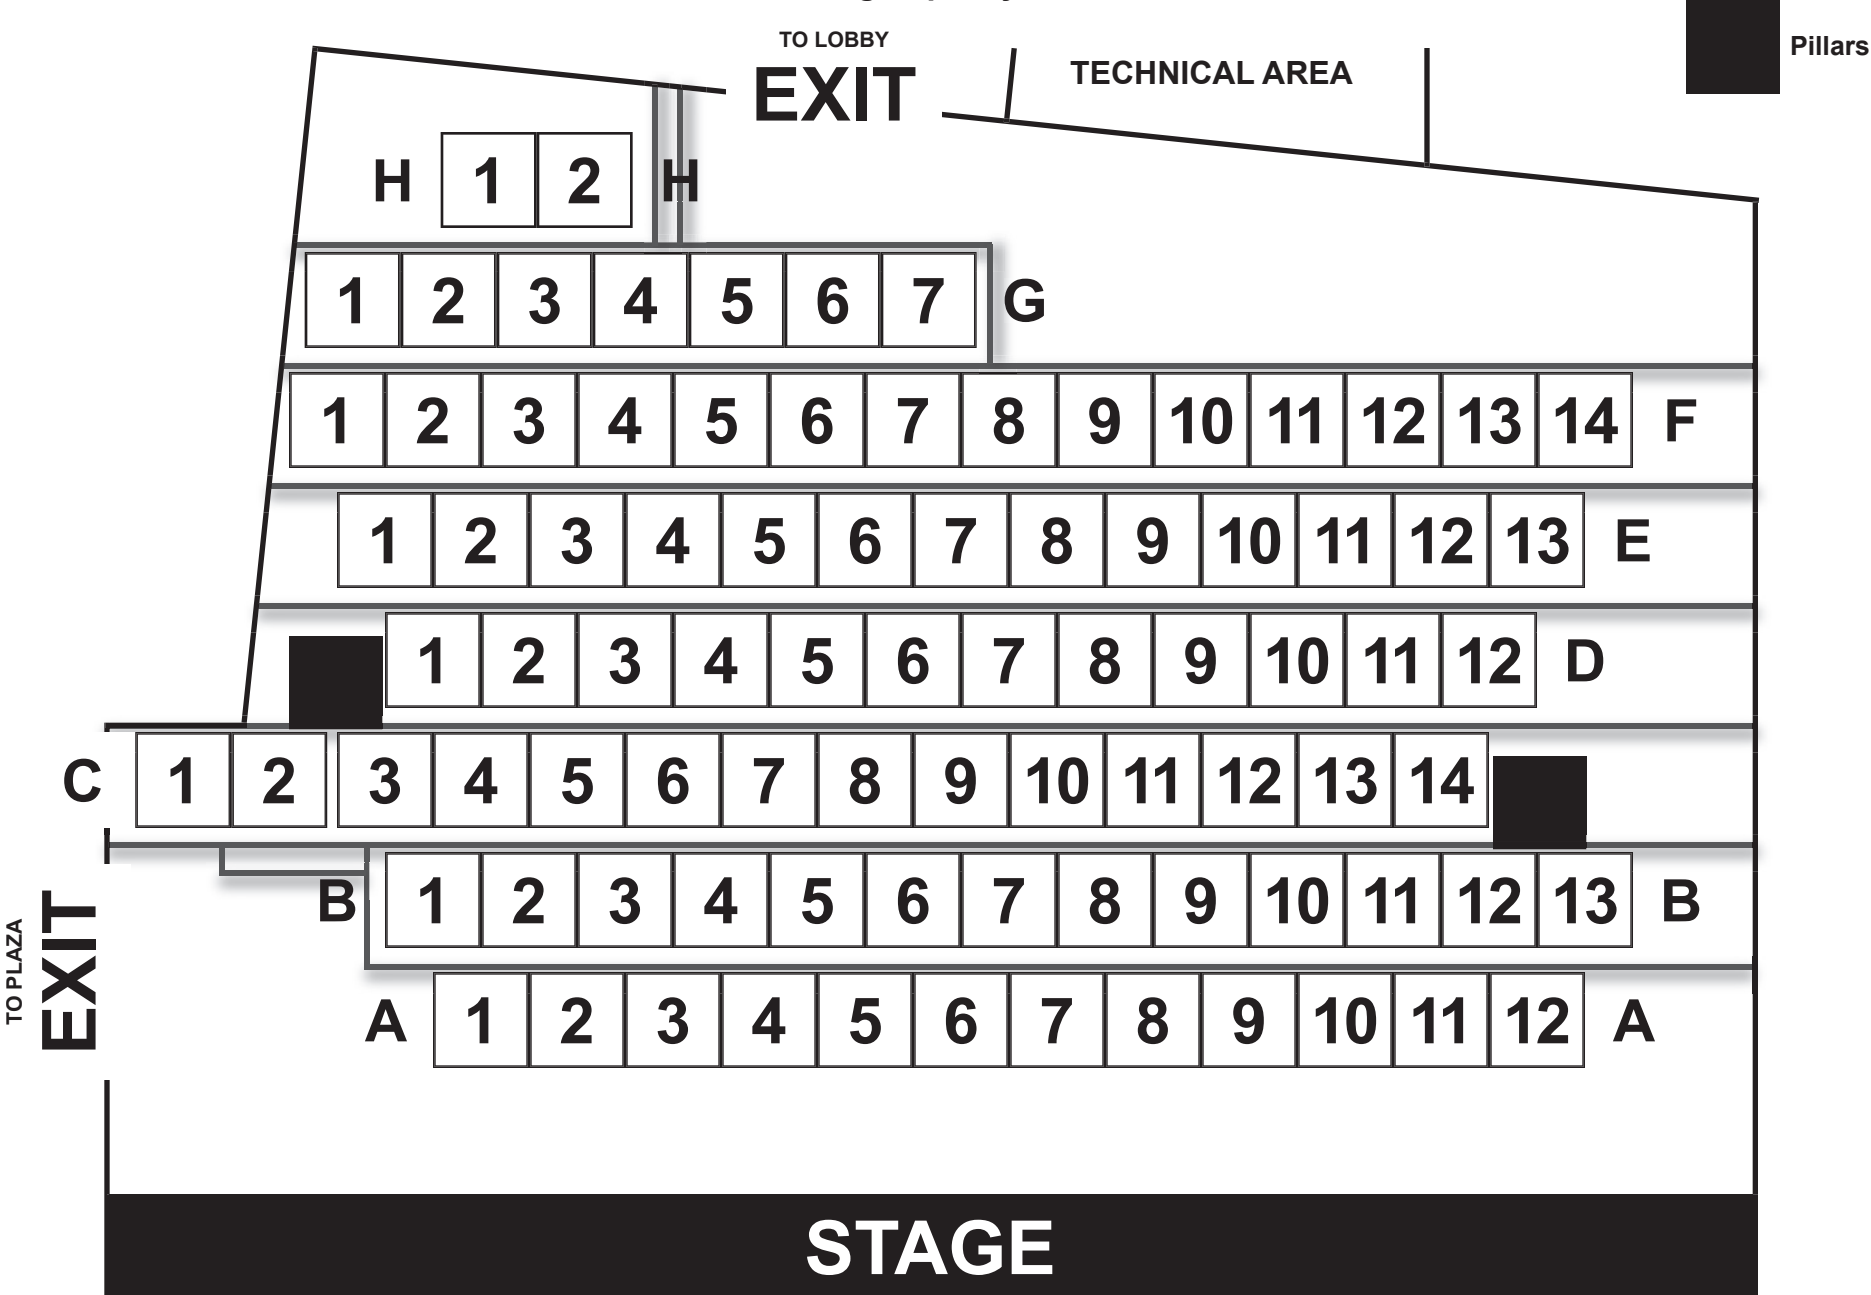 TO LOBBY
EXIT
TECHNICAL AREA
Pillars
H 1 2 H
1 2 3 4 5 6 7 G
1 2 3 4 5 6 7 8 9 10 11 12 13 14 F
1 2 3 4 5 6 7 8 9 10 11 12 13 E
1 2 3 4 5 6 7 8 9 10 11 12 D
C 1 2 3 4 5 6 7 8 9 10 11 12 13 14
B 1 2 3 4 5 6 7 8 9 10 11 12 13 B
TO PLAZA
EXIT
A 1 2 3 4 5 6 7 8 9 10 11 12 A
STAGE